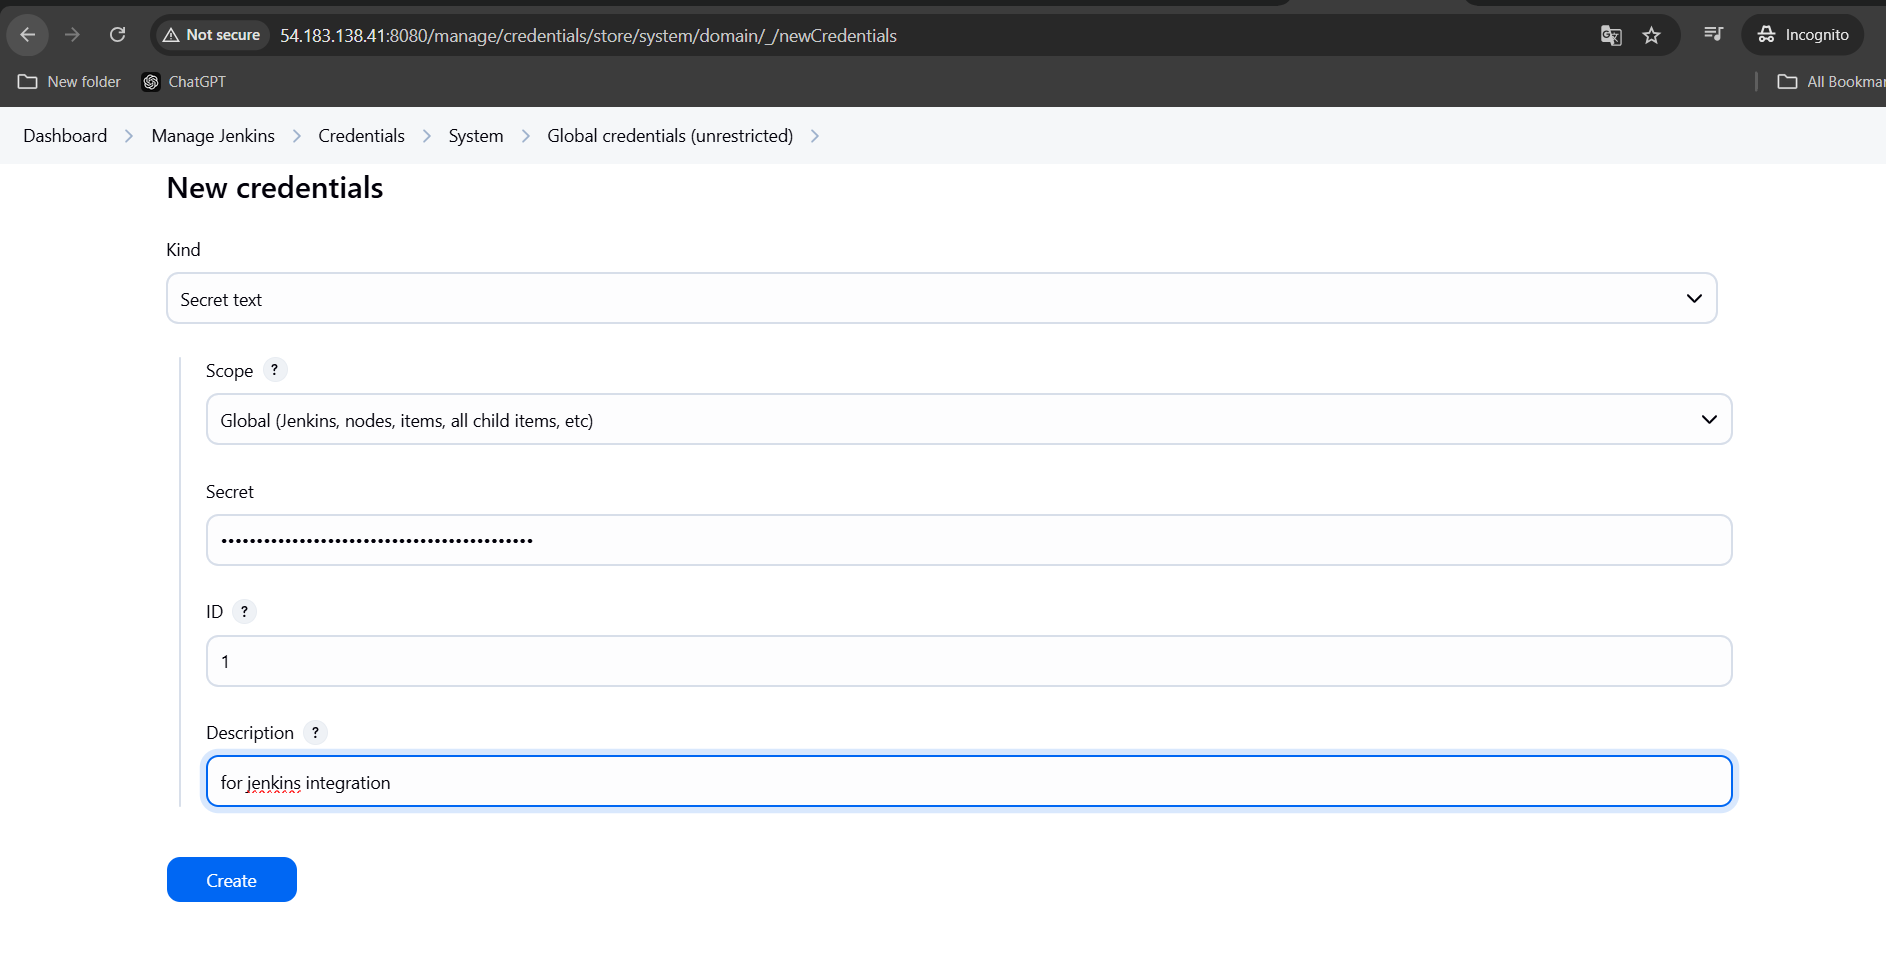 Not secure 54.183.138.41:8080/manage/credentials/store/system/domain/_/newCredentials Incognito
New folder ChatGPT All Bookmar
Dashboard Manage Jenkins Credentials System Global credentials (unrestricted)
New credentials
Kind
Secret text
Scope ?
Global (Jenkins, nodes, items, all child items, etc)
Secret
ID ?
1
Description ?
for jenkins integration
Create